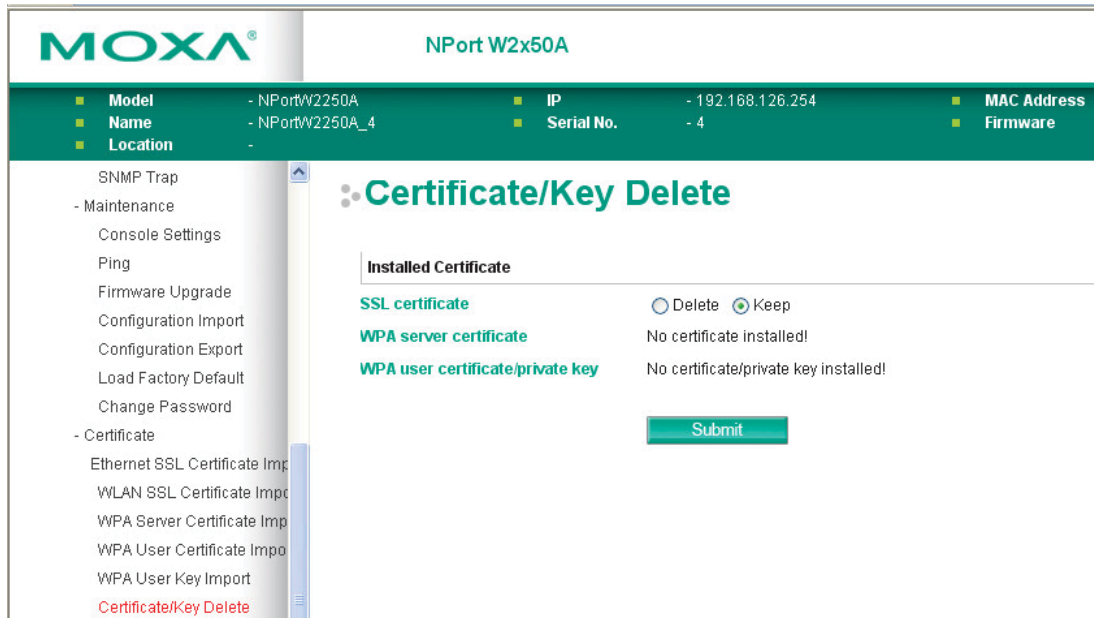 MOXA®
NPort W2x50A
Model - NPortW2250A IP - 192.168.126.254 MAC Address
Name - NPortW2250A_4 Serial No. - 4 Firmware
Location -
SNMP Trap
- Maintenance
Console Settings
Ping
Firmware Upgrade
Configuration Import
Configuration Export
Load Factory Default
Change Password
- Certificate
Ethernet SSL Certificate Imp
WLAN SSL Certificate Impo
WPA Server Certificate Imp
WPA User Certificate Impo
WPA User Key Import
Certificate/Key Delete
Certificate/Key Delete
Installed Certificate
SSL certificate Delete Keep
WPA server certificate No certificate installed!
WPA user certificate/private key No certificate/private key installed!
Submit